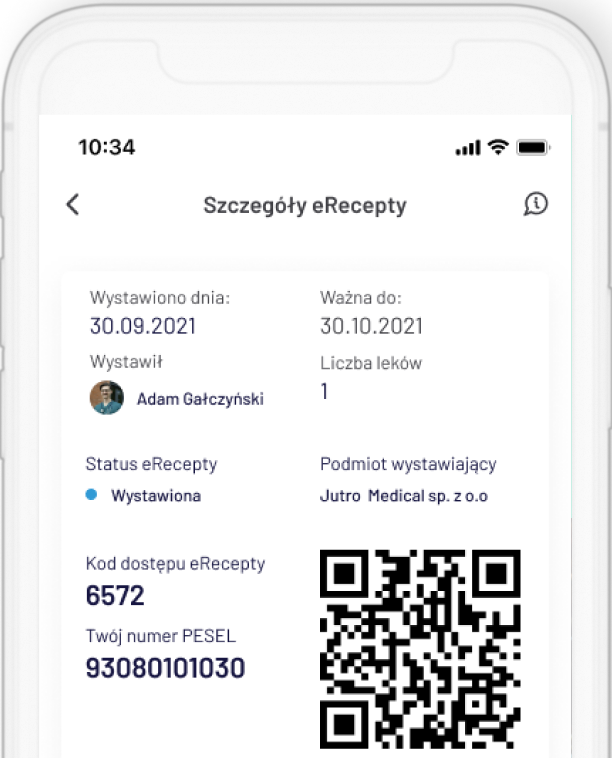 10:34
Szczegóły eRecepty
Wystawiono dnia:
30.09.2021
Ważna do:
30.10.2021
Wystawił
Adam Gałczyński
Liczba leków
1
Status eRecepty
Wystawiona
Podmiot wystawiający
Jutro Medical sp. z o.o
Kod dostępu eRecepty
6572
Twój numer PESEL
93080101030